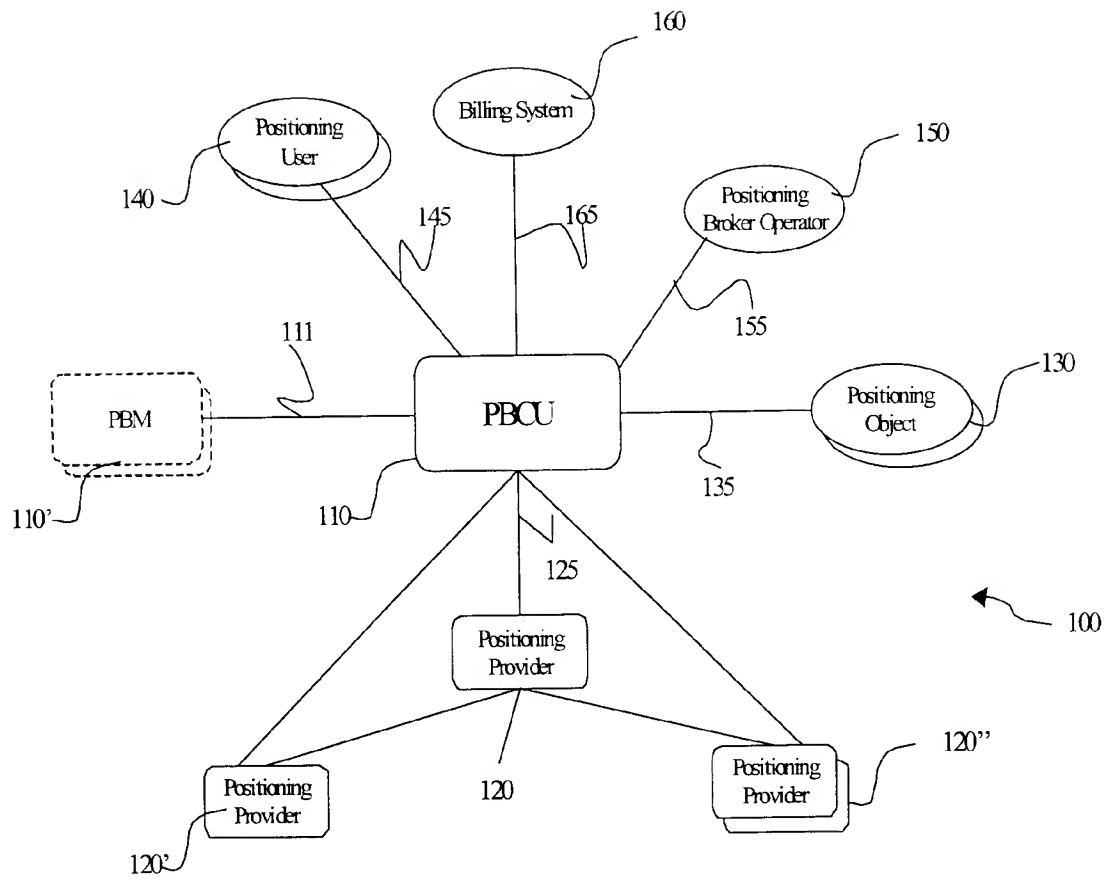 160
Billing System
Positioning
User
150
Positioning
Broker Operator
140
145
165
155
111
130
PBM
PBCU
Positioning
Object
135
110'
110
125
100
Positioning
Provider
120''
120
Positioning
Provider
Positioning
Provider
120'